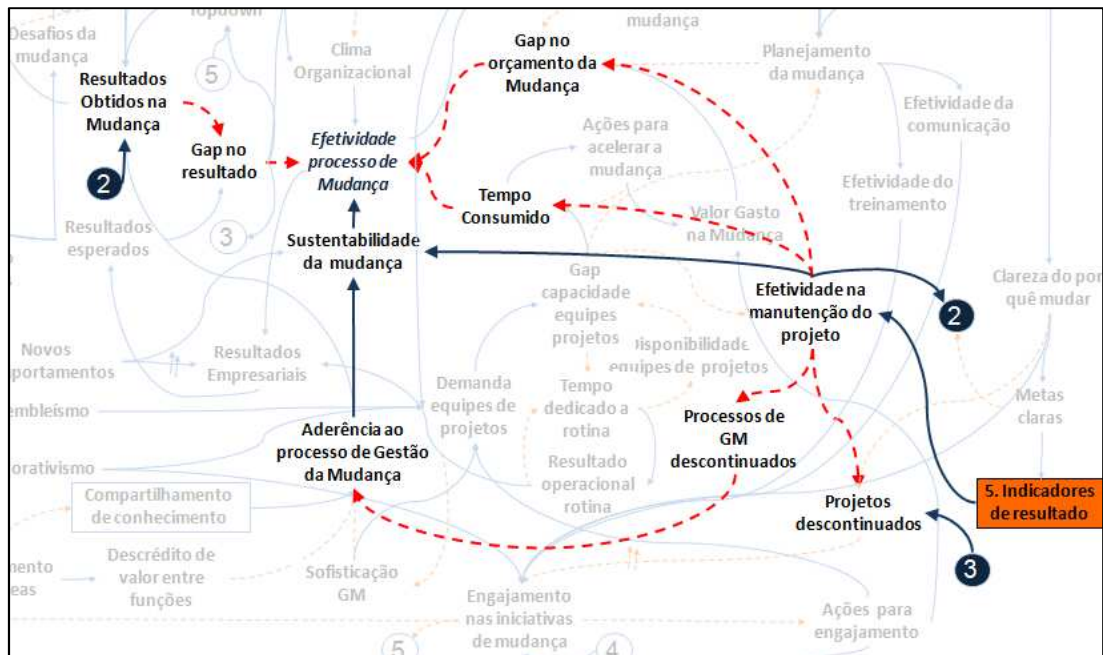 Topdown
Desafios da
mudança
5
Clima
Organizacional
Resultados
Obtidos na
Mudança
2
Gap no
resultado
Efetividade
processo de
Mudança
Gap no
orçamento da
Mudança
mudança
Planejamento
da mudança
Efetividade da
comunicação
Ações para
acelerar a
mudança
Efetividade do
treinamento
Tempo
Consumido
Valor Gasto
na Mudança
Resultados
esperados
3
Sustentabilidade
da mudança
Gap
capacidade
equipes
projetos
Efetividade na
manutenção do
projeto
2
Clareza do por
quê mudar
Novos
portamentos
Resultados
Empresariais
Disponibilidade
equipes de projetos
Demanda
equipes de
projetos
Tempo
dedicado a
rotina
Metas
claras
embleísmo
Aderência ao
processo de Gestão
da Mudança
Processos de
GM
descontinuados
orativismo
Resultado
operacional
rotina
Projetos
descontinuados
5. Indicadores
de resultado
Compartilhamento
de conhecimento
3
mento
eas
Descrédito de
valor entre
funções
Sofisticação
GM
Engajamento
nas iniciativas
de mudança
Ações para
engajamento
5
4